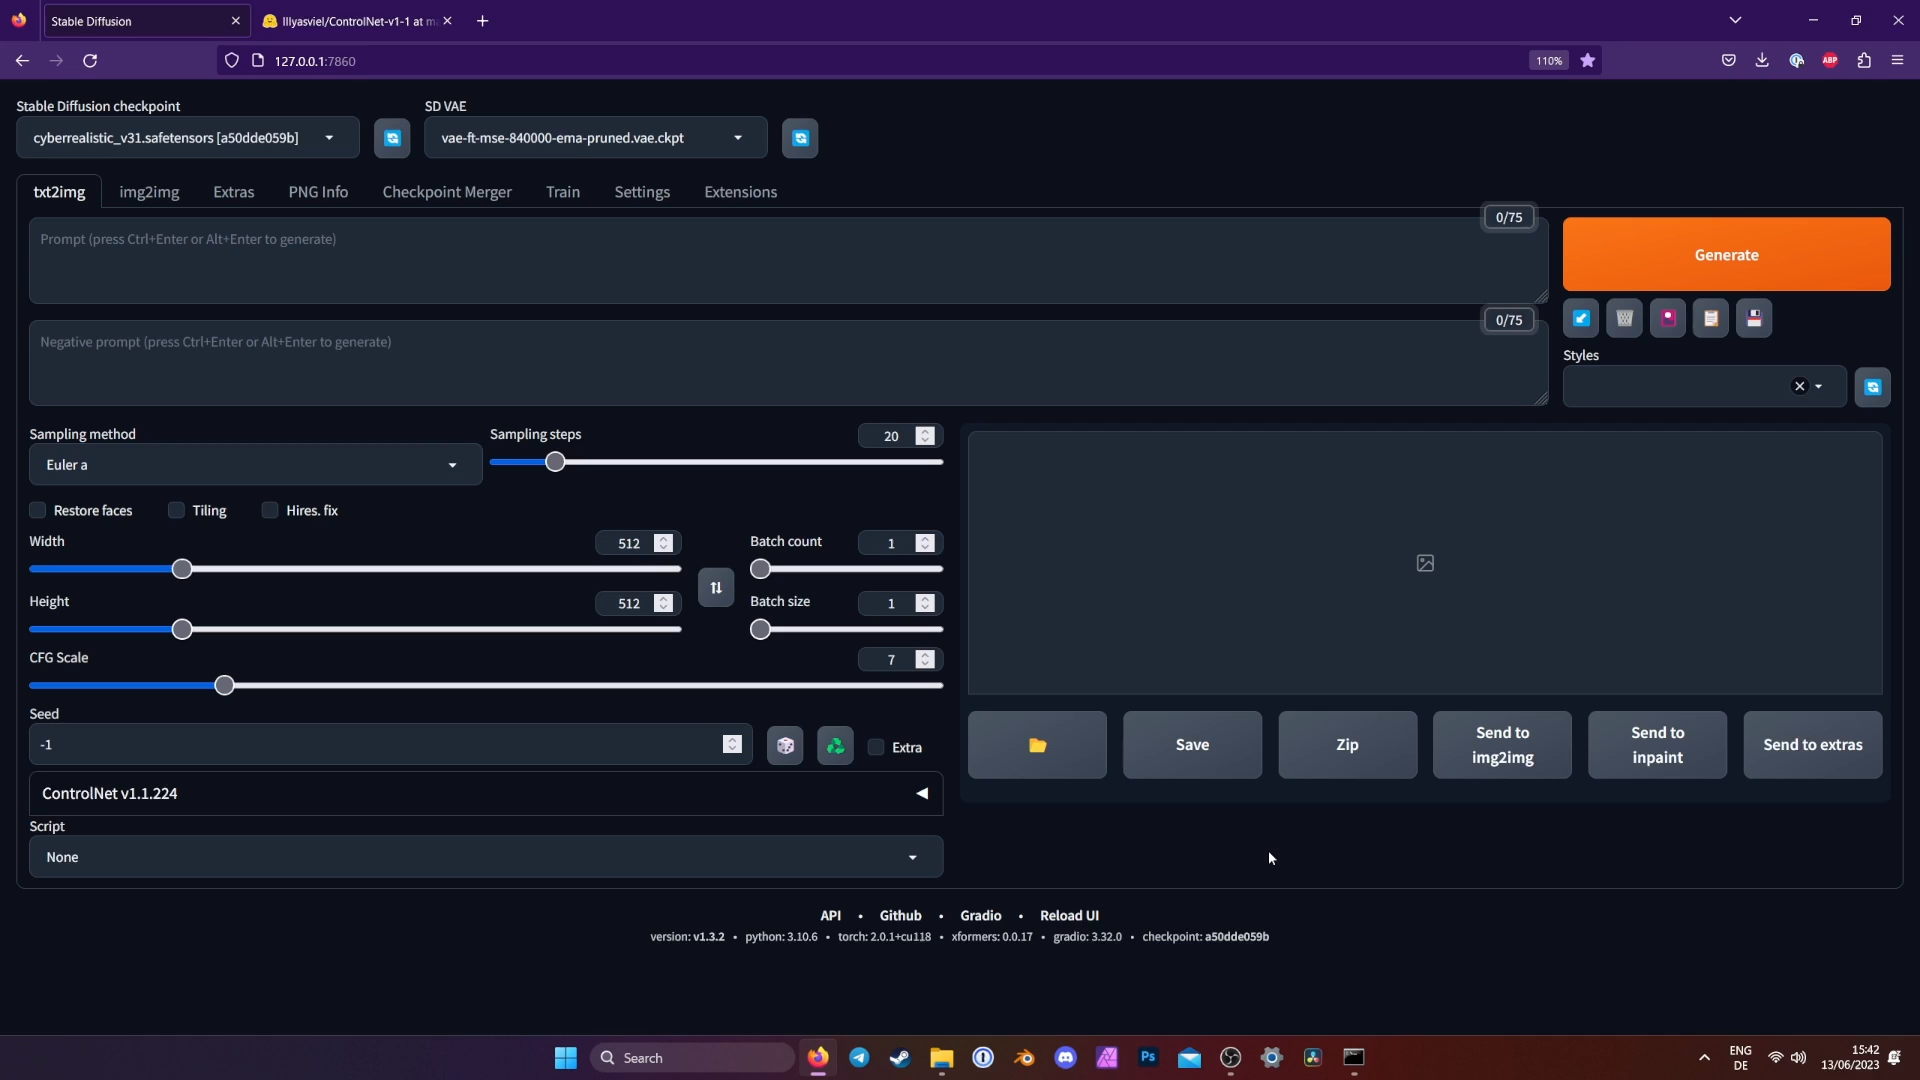 Stable Diffusion
lllyasviel/ControlNet-v1-1 at m
127.0.0.1:7860
110%
ABP
Stable Diffusion checkpoint
SD VAE
cyberrealistic_v31.safetensors [a50dde059b]
vae-ft-mse-840000-ema-pruned.vae.ckpt
txt2img
img2img
Extras
PNG Info
Checkpoint Merger
Train
Settings
Extensions
0/75
Prompt (press Ctrl+Enter or Alt+Enter to generate)
Generate
0/75
Negative prompt (press Ctrl+Enter or Alt+Enter to generate)
Styles
Sampling method
Sampling steps
20
Euler a
Restore faces
Tiling
Hires. fix
Width
512
Batch count
1
Height
512
Batch size
1
CFG Scale
7
Seed
-1
Extra
Save
Zip
Send to
img2img
Send to
inpaint
Send to extras
ControlNet v1.1.224
Script
None
API • Github • Gradio • Reload UI
version: v1.3.2 • python: 3.10.6 • torch: 2.0.1+cu118 • xformers: 0.0.17 • gradio: 3.32.0 • checkpoint: a50dde059b
Search
Ps
ENG
DE
15:42
13/06/2023